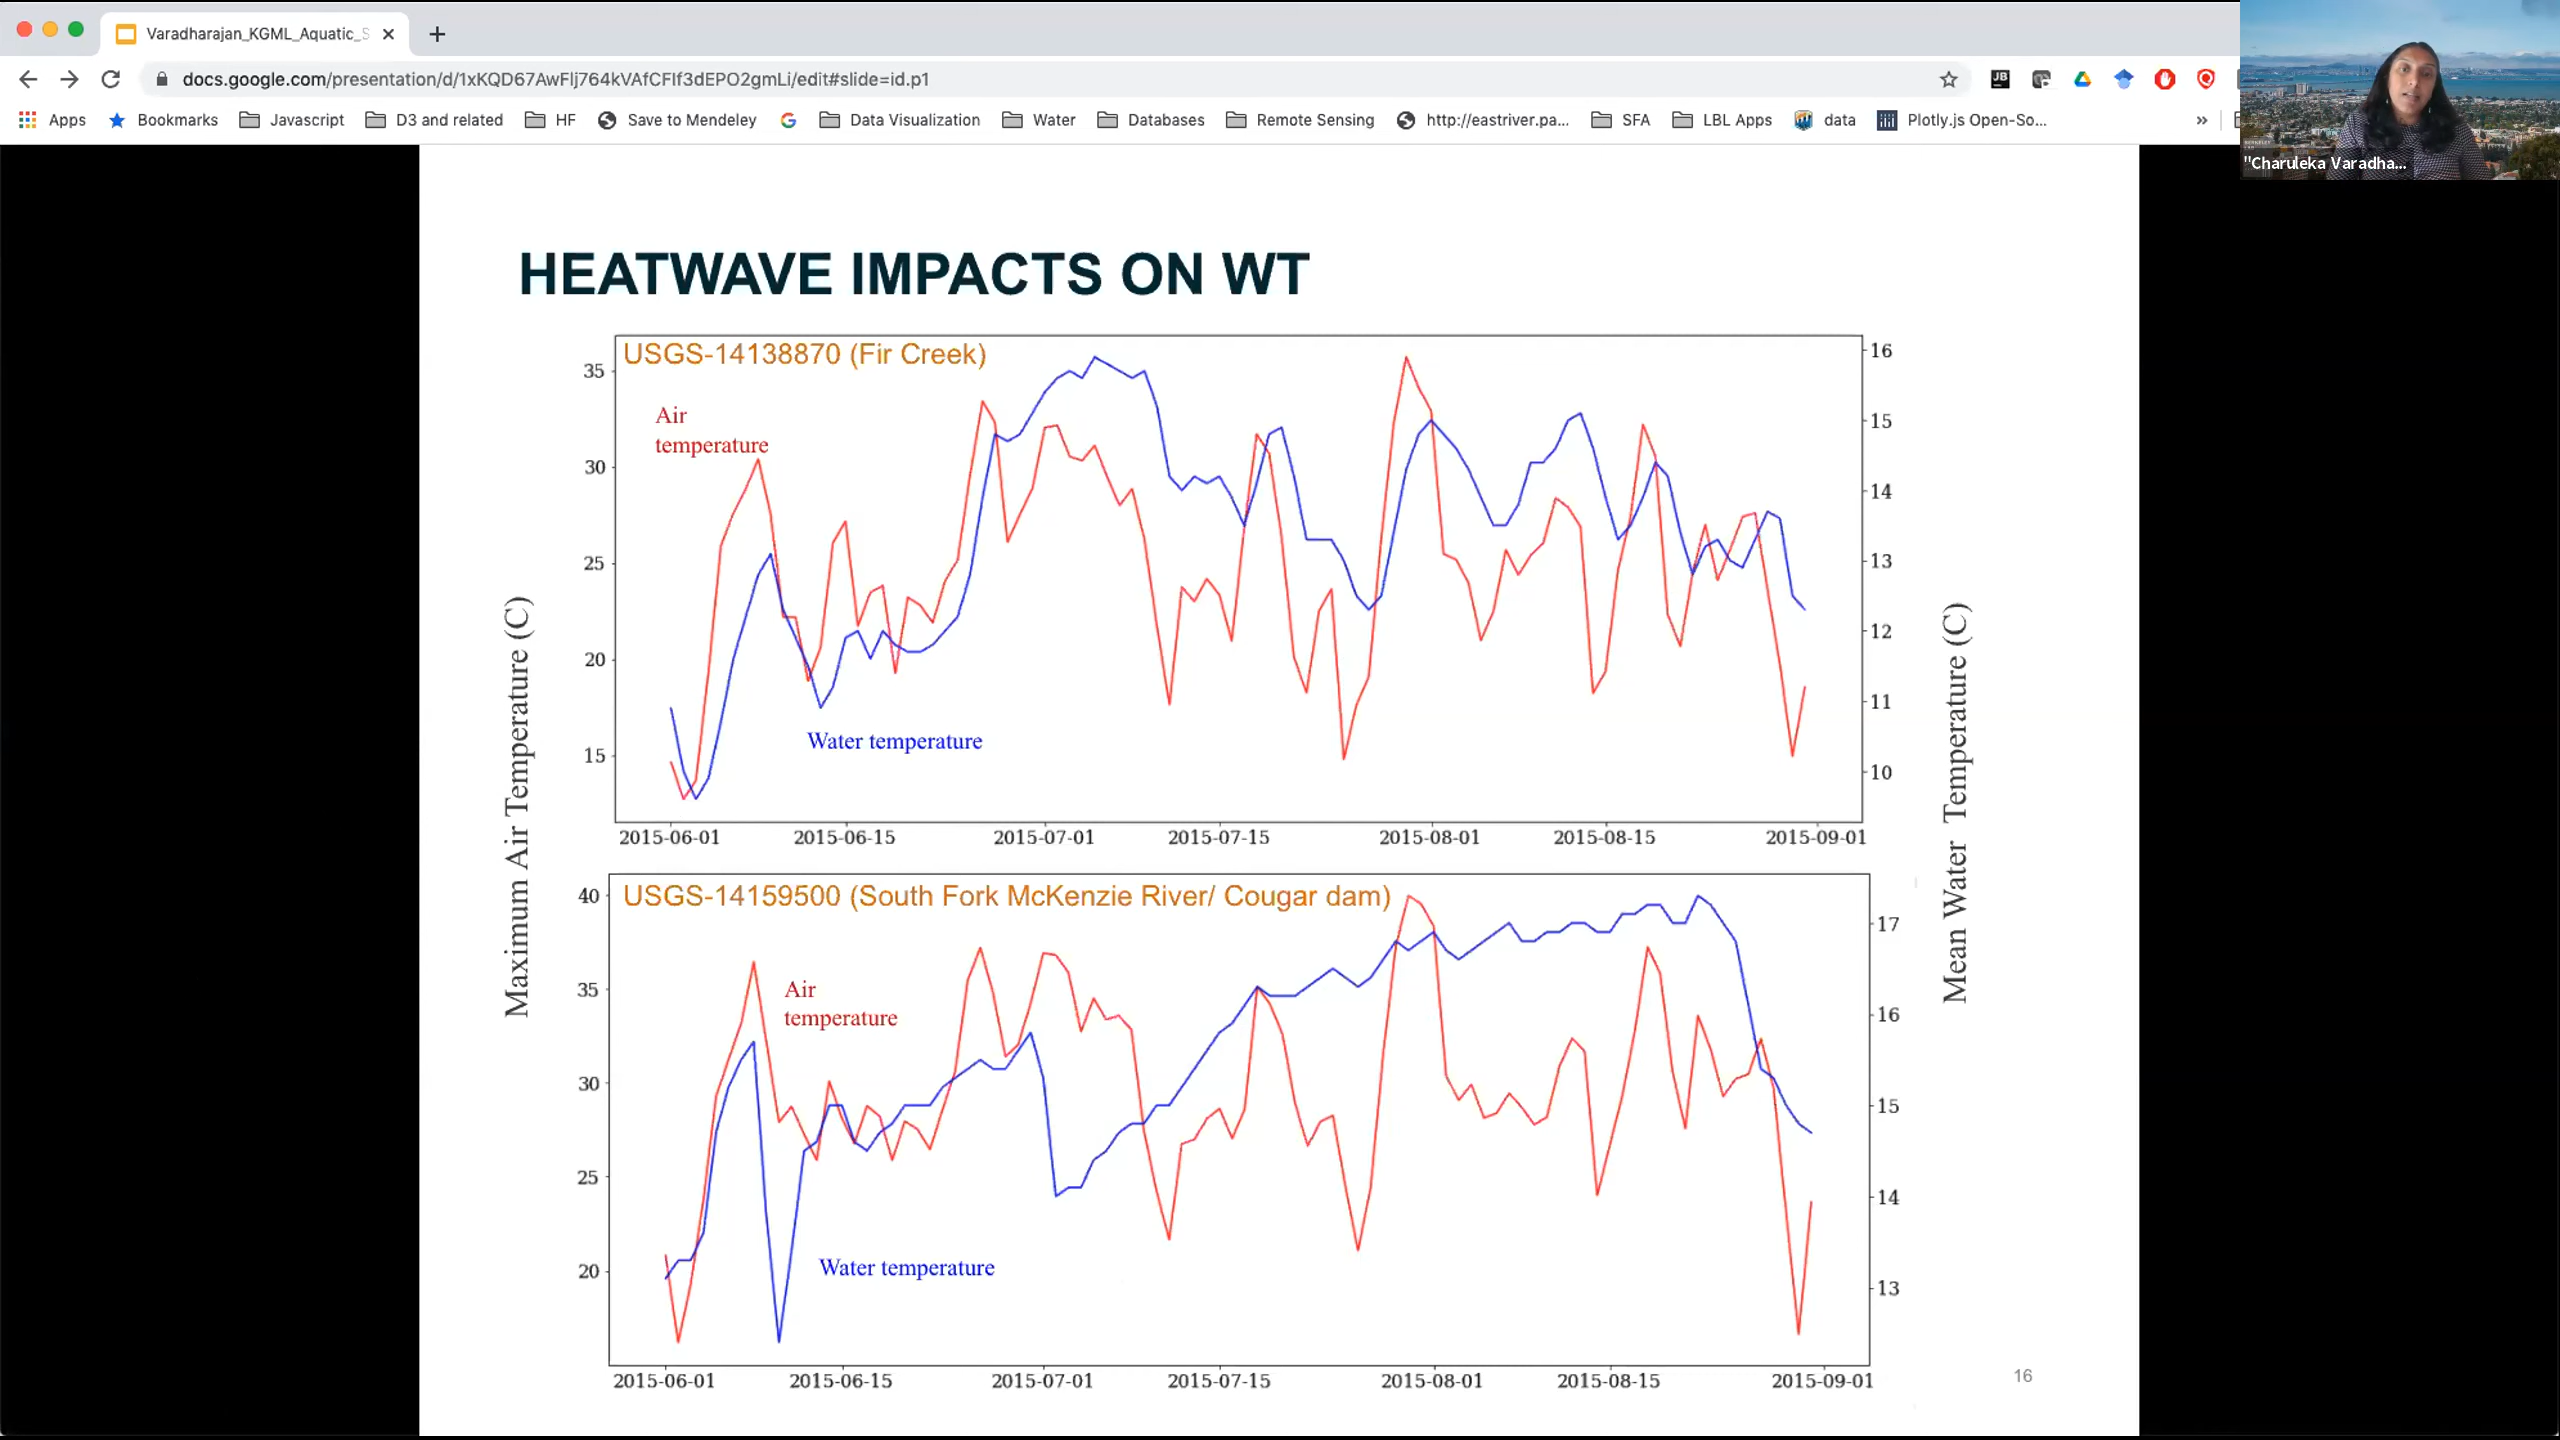 Varadharajan_KGML_Aquatic_S
docs.google.com/presentation/d/1xKQD67AwFlj764kVAfCFIf3dEPO2gmLi/edit#slide=id.p1
JB
Apps Bookmarks Javascript D3 and related HF Save to Mendeley Data Visualization Water Databases Remote Sensing http://eastriver.pa... SFA LBL Apps data Plotly.js Open-So... »
"Charuleka Varadha...
HEATWAVE IMPACTS ON WT
USGS-14138870 (Fir Creek)
Air
temperature
Water temperature
35
30
25
20
15
16
15
14
13
12
11
10
2015-06-01 2015-06-15 2015-07-01 2015-07-15 2015-08-01 2015-08-15 2015-09-01
Maximum Air Temperature (C)
Mean Water Temperature (C)
USGS-14159500 (South Fork McKenzie River/ Cougar dam)
Air
temperature
Water temperature
40
35
30
25
20
17
16
15
14
13
2015-06-01 2015-06-15 2015-07-01 2015-07-15 2015-08-01 2015-08-15 2015-09-01
16